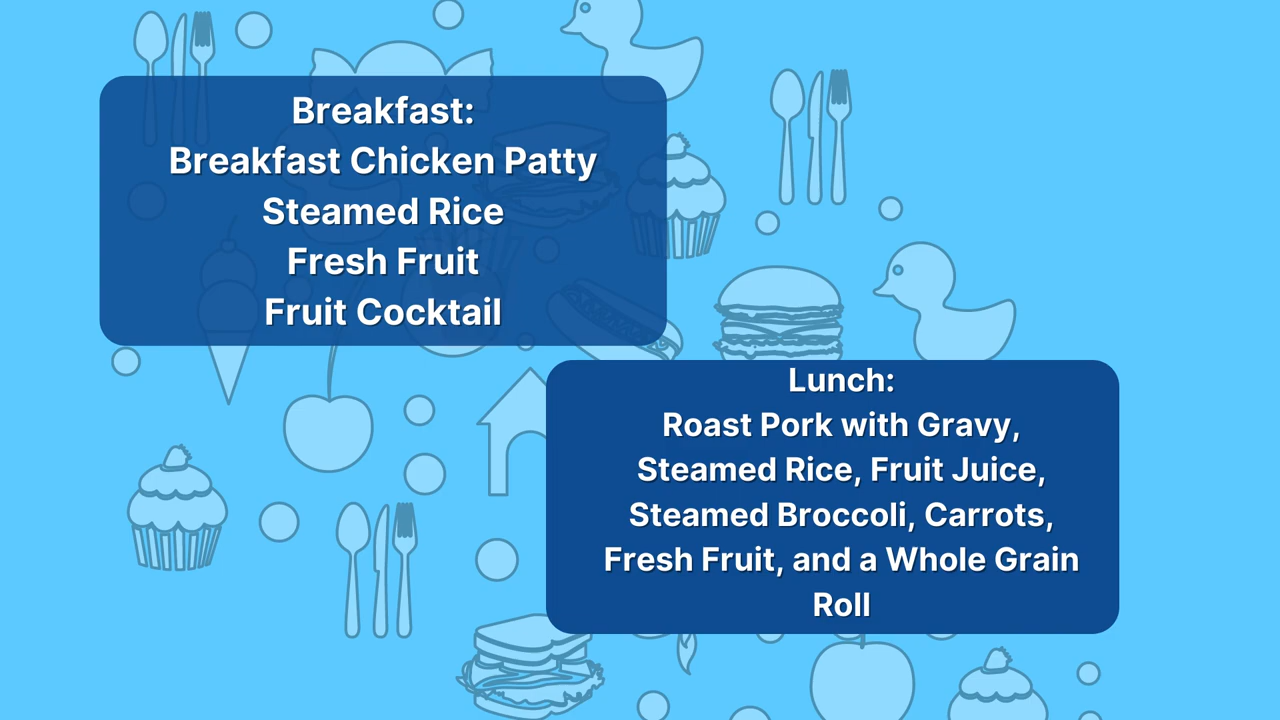 Breakfast:
Breakfast Chicken Patty
Steamed Rice
Fresh Fruit
Fruit Cocktail
Lunch:
Roast Pork with Gravy,
Steamed Rice, Fruit Juice,
Steamed Broccoli, Carrots,
Fresh Fruit, and a Whole Grain
Roll